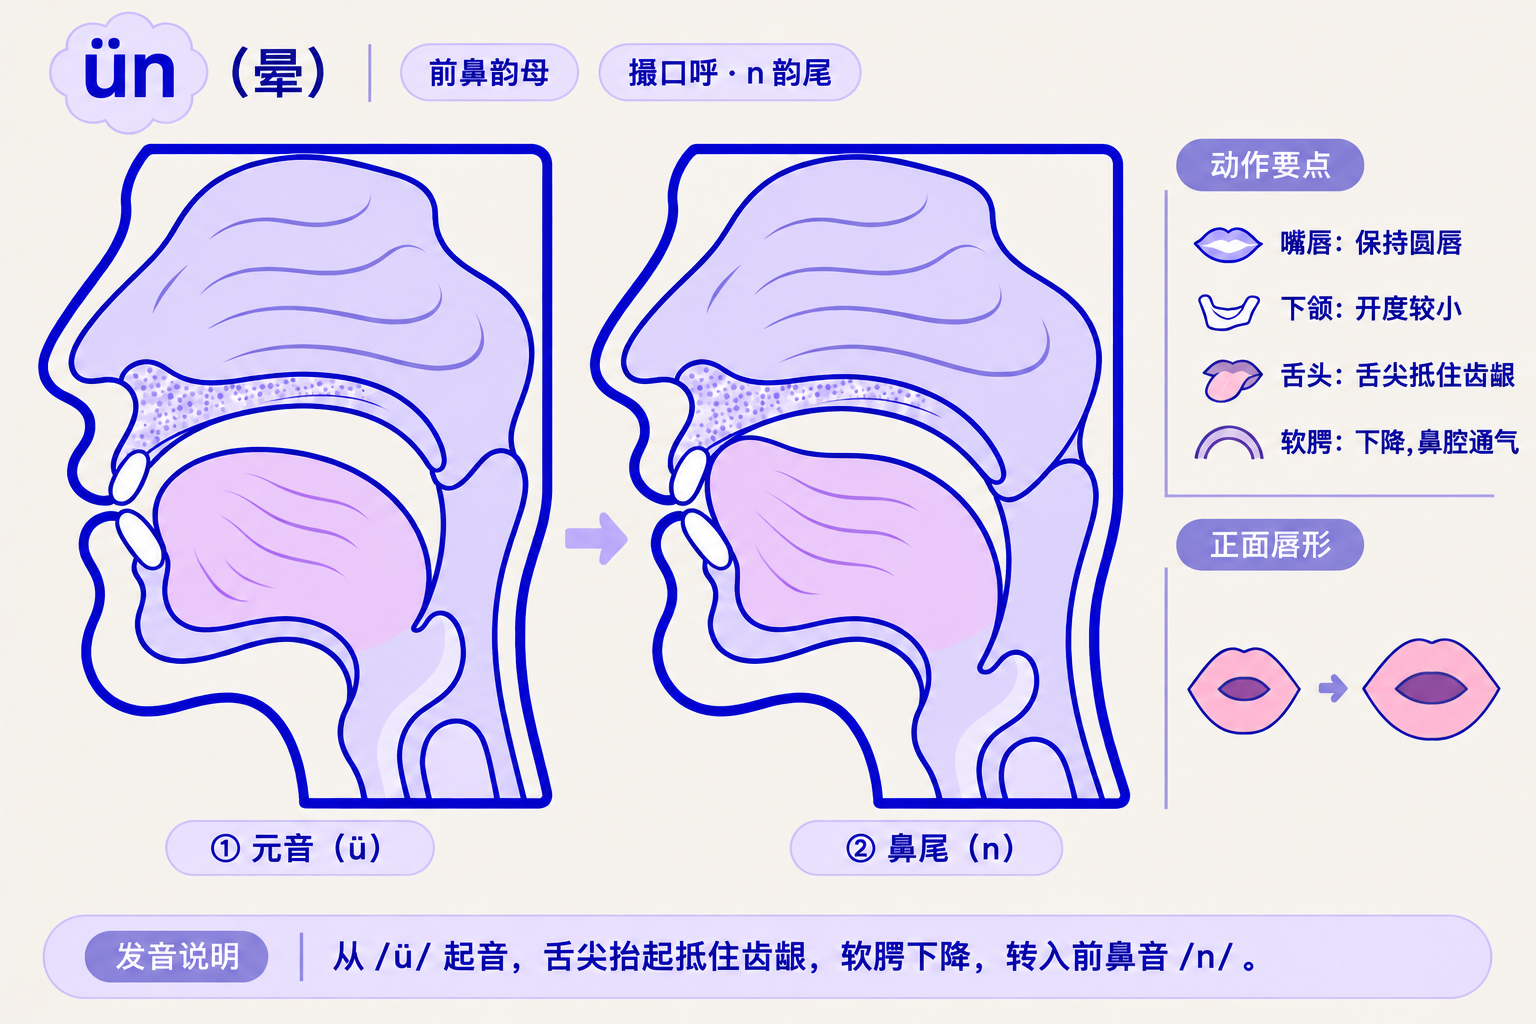 ün（晕）
前鼻韵母
撮口呼·n 韵尾
动作要点
嘴唇：保持圆唇
下颌：开度较小
舌头：舌尖抵住齿龈
软腭：下降,鼻腔通气
正面唇形
① 元音（ü）
② 鼻尾（n）
发音说明
从 /ü/ 起音，舌尖抬起抵住齿龈，软腭下降，转入前鼻音 /n/ 。